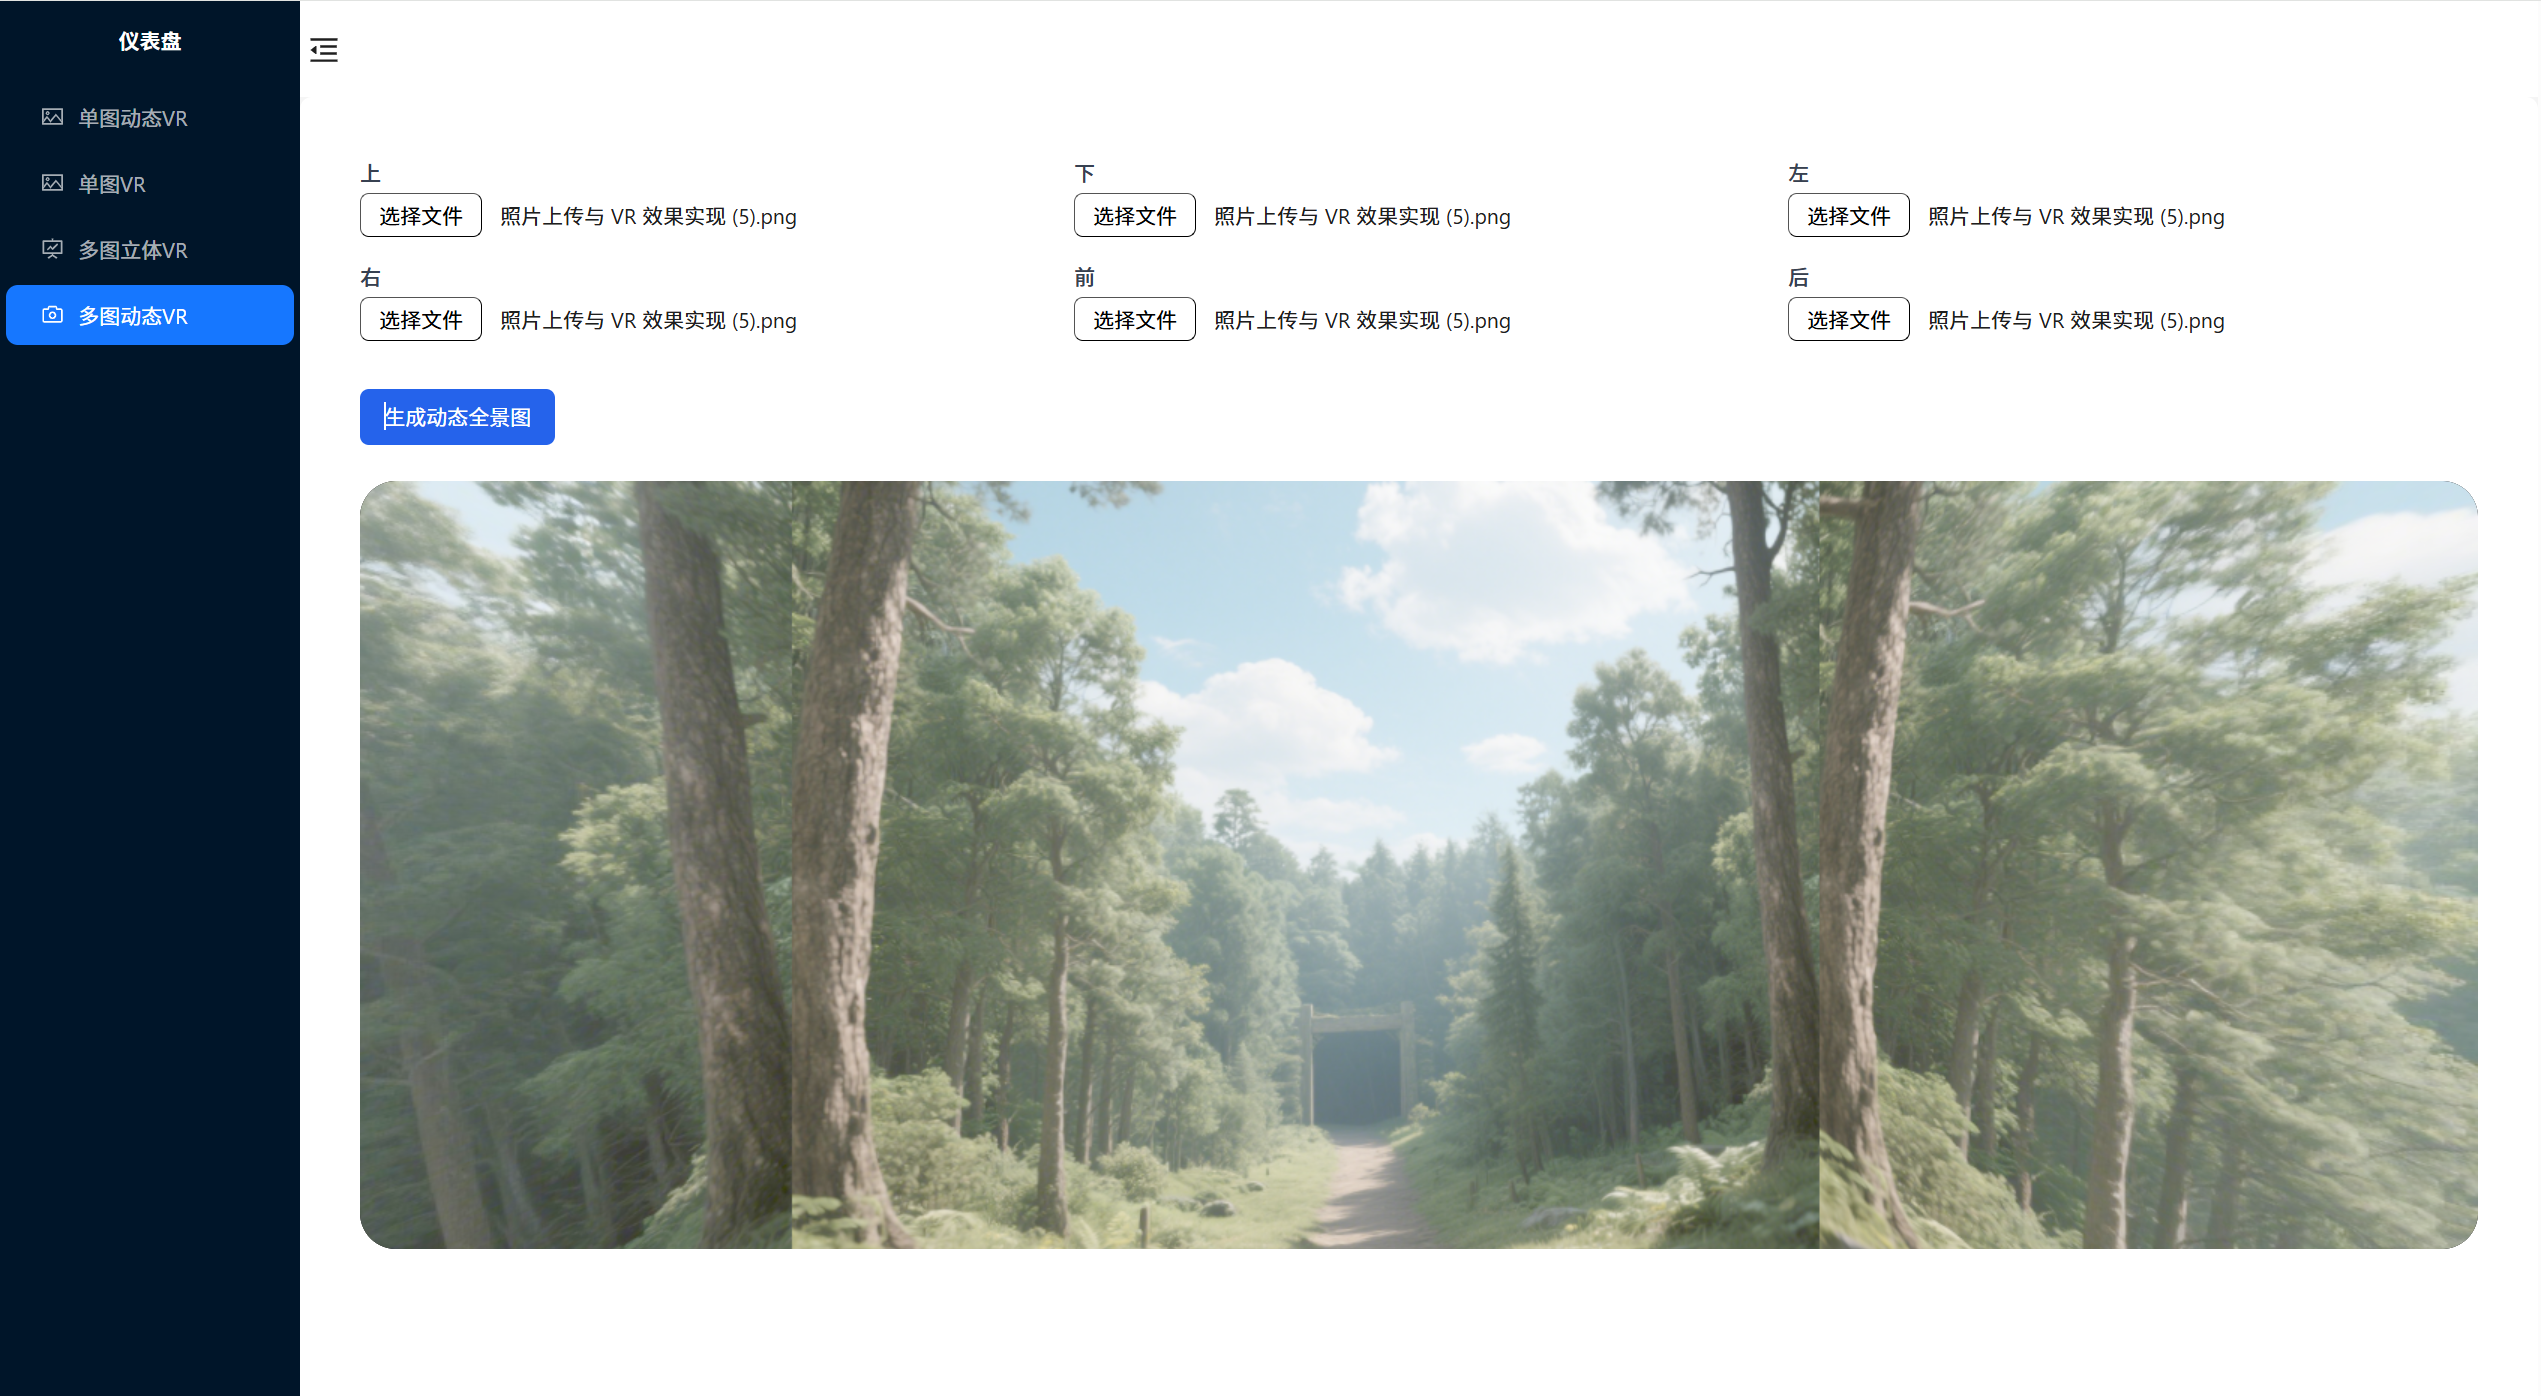 仪表盘
单图动态VR
单图VR
多图立体VR
多图动态VR
上
选择文件 照片上传与 VR 效果实现 (5).png
下
选择文件 照片上传与 VR 效果实现 (5).png
左
选择文件 照片上传与 VR 效果实现 (5).png
右
选择文件 照片上传与 VR 效果实现 (5).png
前
选择文件 照片上传与 VR 效果实现 (5).png
后
选择文件 照片上传与 VR 效果实现 (5).png
生成动态全景图